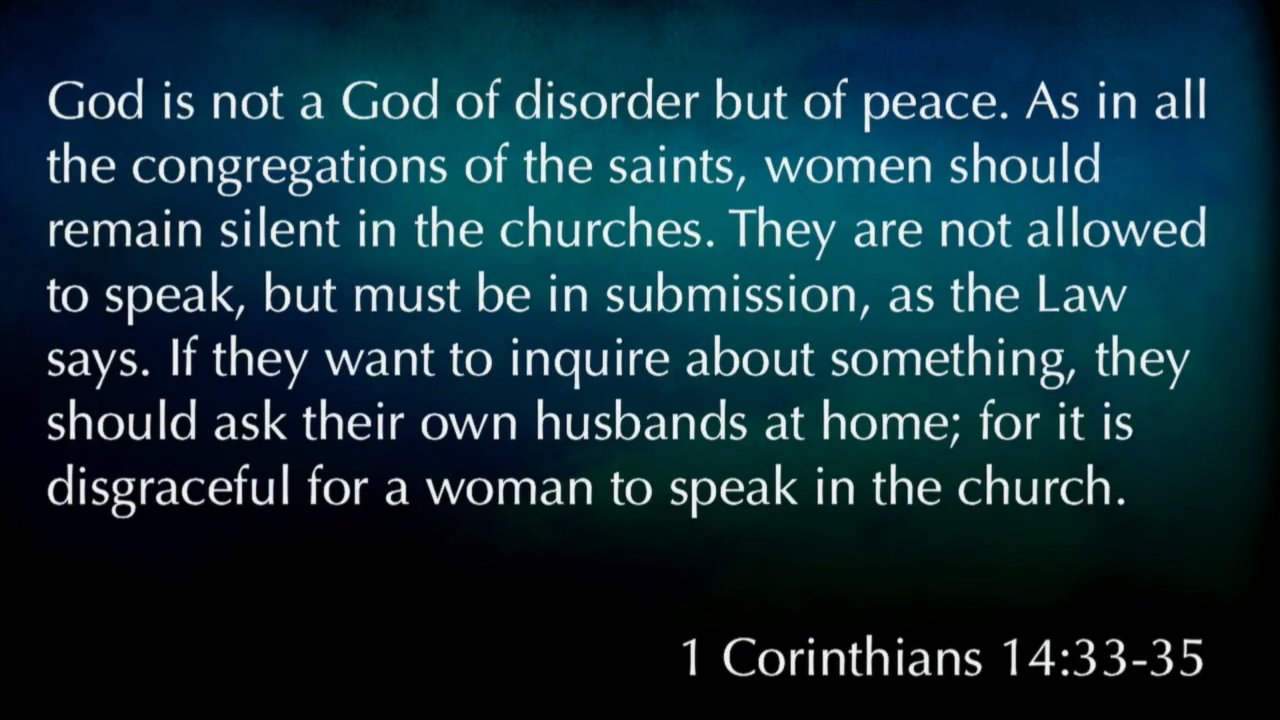 God is not a God of disorder but of peace. As in all
the congregations of the saints, women should
remain silent in the churches. They are not allowed
to speak, but must be in submission, as the Law
says. If they want to inquire about something, they
should ask their own husbands at home; for it is
disgraceful for a woman to speak in the church.
1 Corinthians 14:33-35